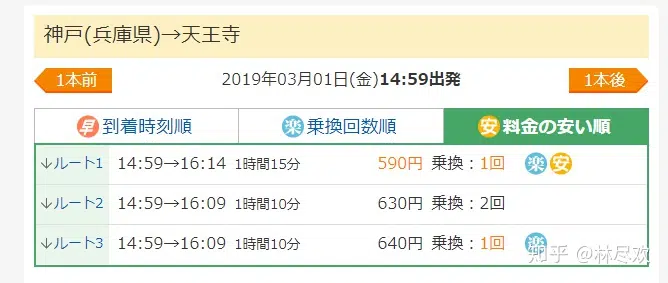 神戸(兵庫県)→天王寺
1本前 2019年03月01日(金)14:59出発 1本後
早 到着時刻順 楽 乗換回数順 安 料金の安い順
↓ルート1 14:59→16:14 1時間15分 590円 乗換：1回 楽 安
↓ルート2 14:59→16:09 1時間10分 630円 乗換：2回
↓ルート3 14:59→16:09 1時間10分 640円 乗換：1回 楽
知乎 @林尽欢